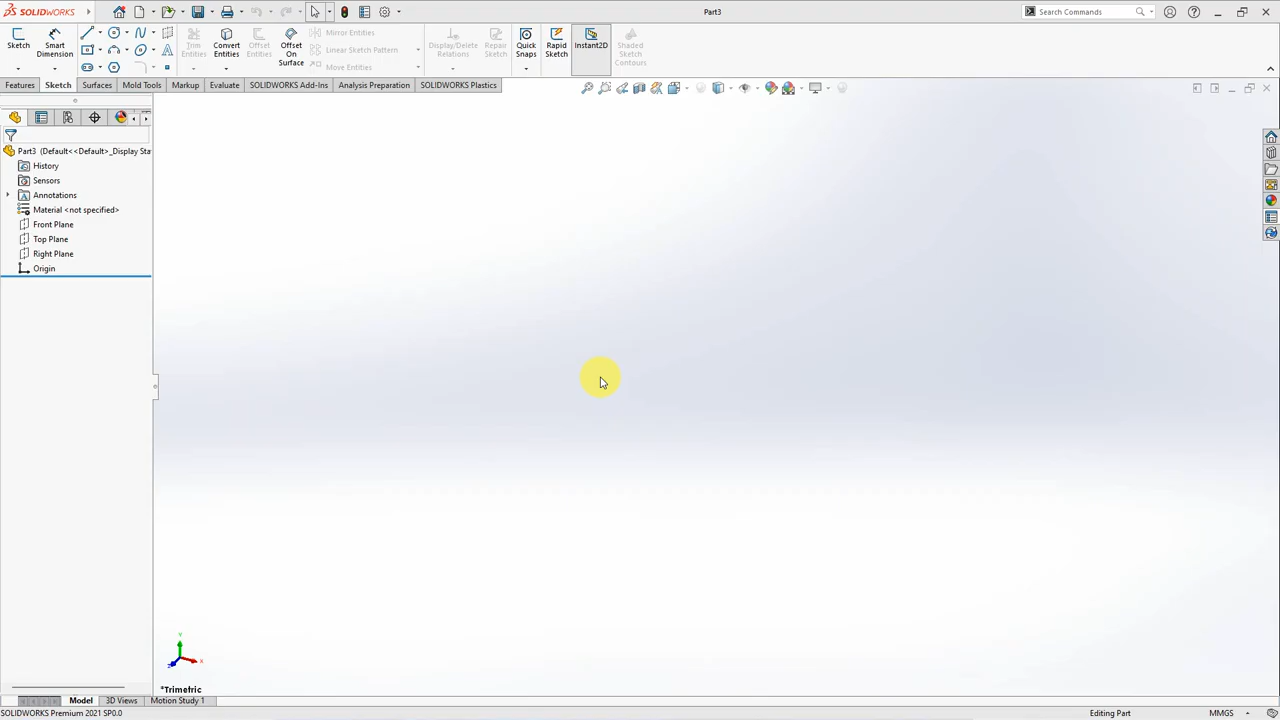 SOLIDWORKS
Part3
Search Commands
Sketch
Smart Dimension
Trim Entities
Convert Entities
Offset Entities
Offset On Surface
Mirror Entities
Linear Sketch Pattern
Move Entities
Display/Delete Relations
Repair Sketch
Quick Snaps
Rapid Sketch
Instant2D
Shaded Sketch Contours
Features
Sketch
Surfaces
Mold Tools
Markup
Evaluate
SOLIDWORKS Add-Ins
Analysis Preparation
SOLIDWORKS Plastics
Part3 (Default<<Default>_Display Sta
History
Sensors
Annotations
Material <not specified>
Front Plane
Top Plane
Right Plane
Origin
Y
X
Z
*Trimetric
Model
3D Views
Motion Study 1
SOLIDWORKS Premium 2021 SP0.0
Editing Part
MMGS